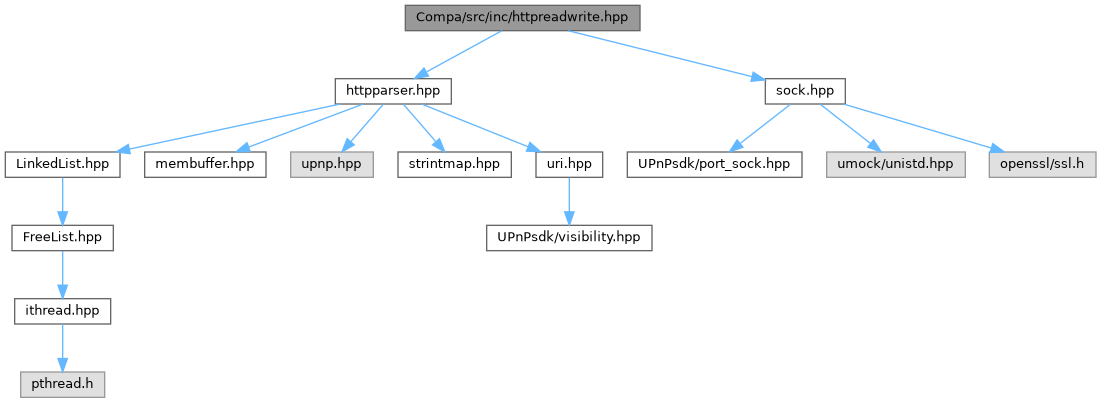 Compa/src/inc/httpreadwrite.hpp
httpparser.hpp
sock.hpp
LinkedList.hpp
membuffer.hpp
upnp.hpp
strintmap.hpp
uri.hpp
UPnPsdk/port_sock.hpp
umock/unistd.hpp
openssl/ssl.h
FreeList.hpp
UPnPsdk/visibility.hpp
ithread.hpp
pthread.h